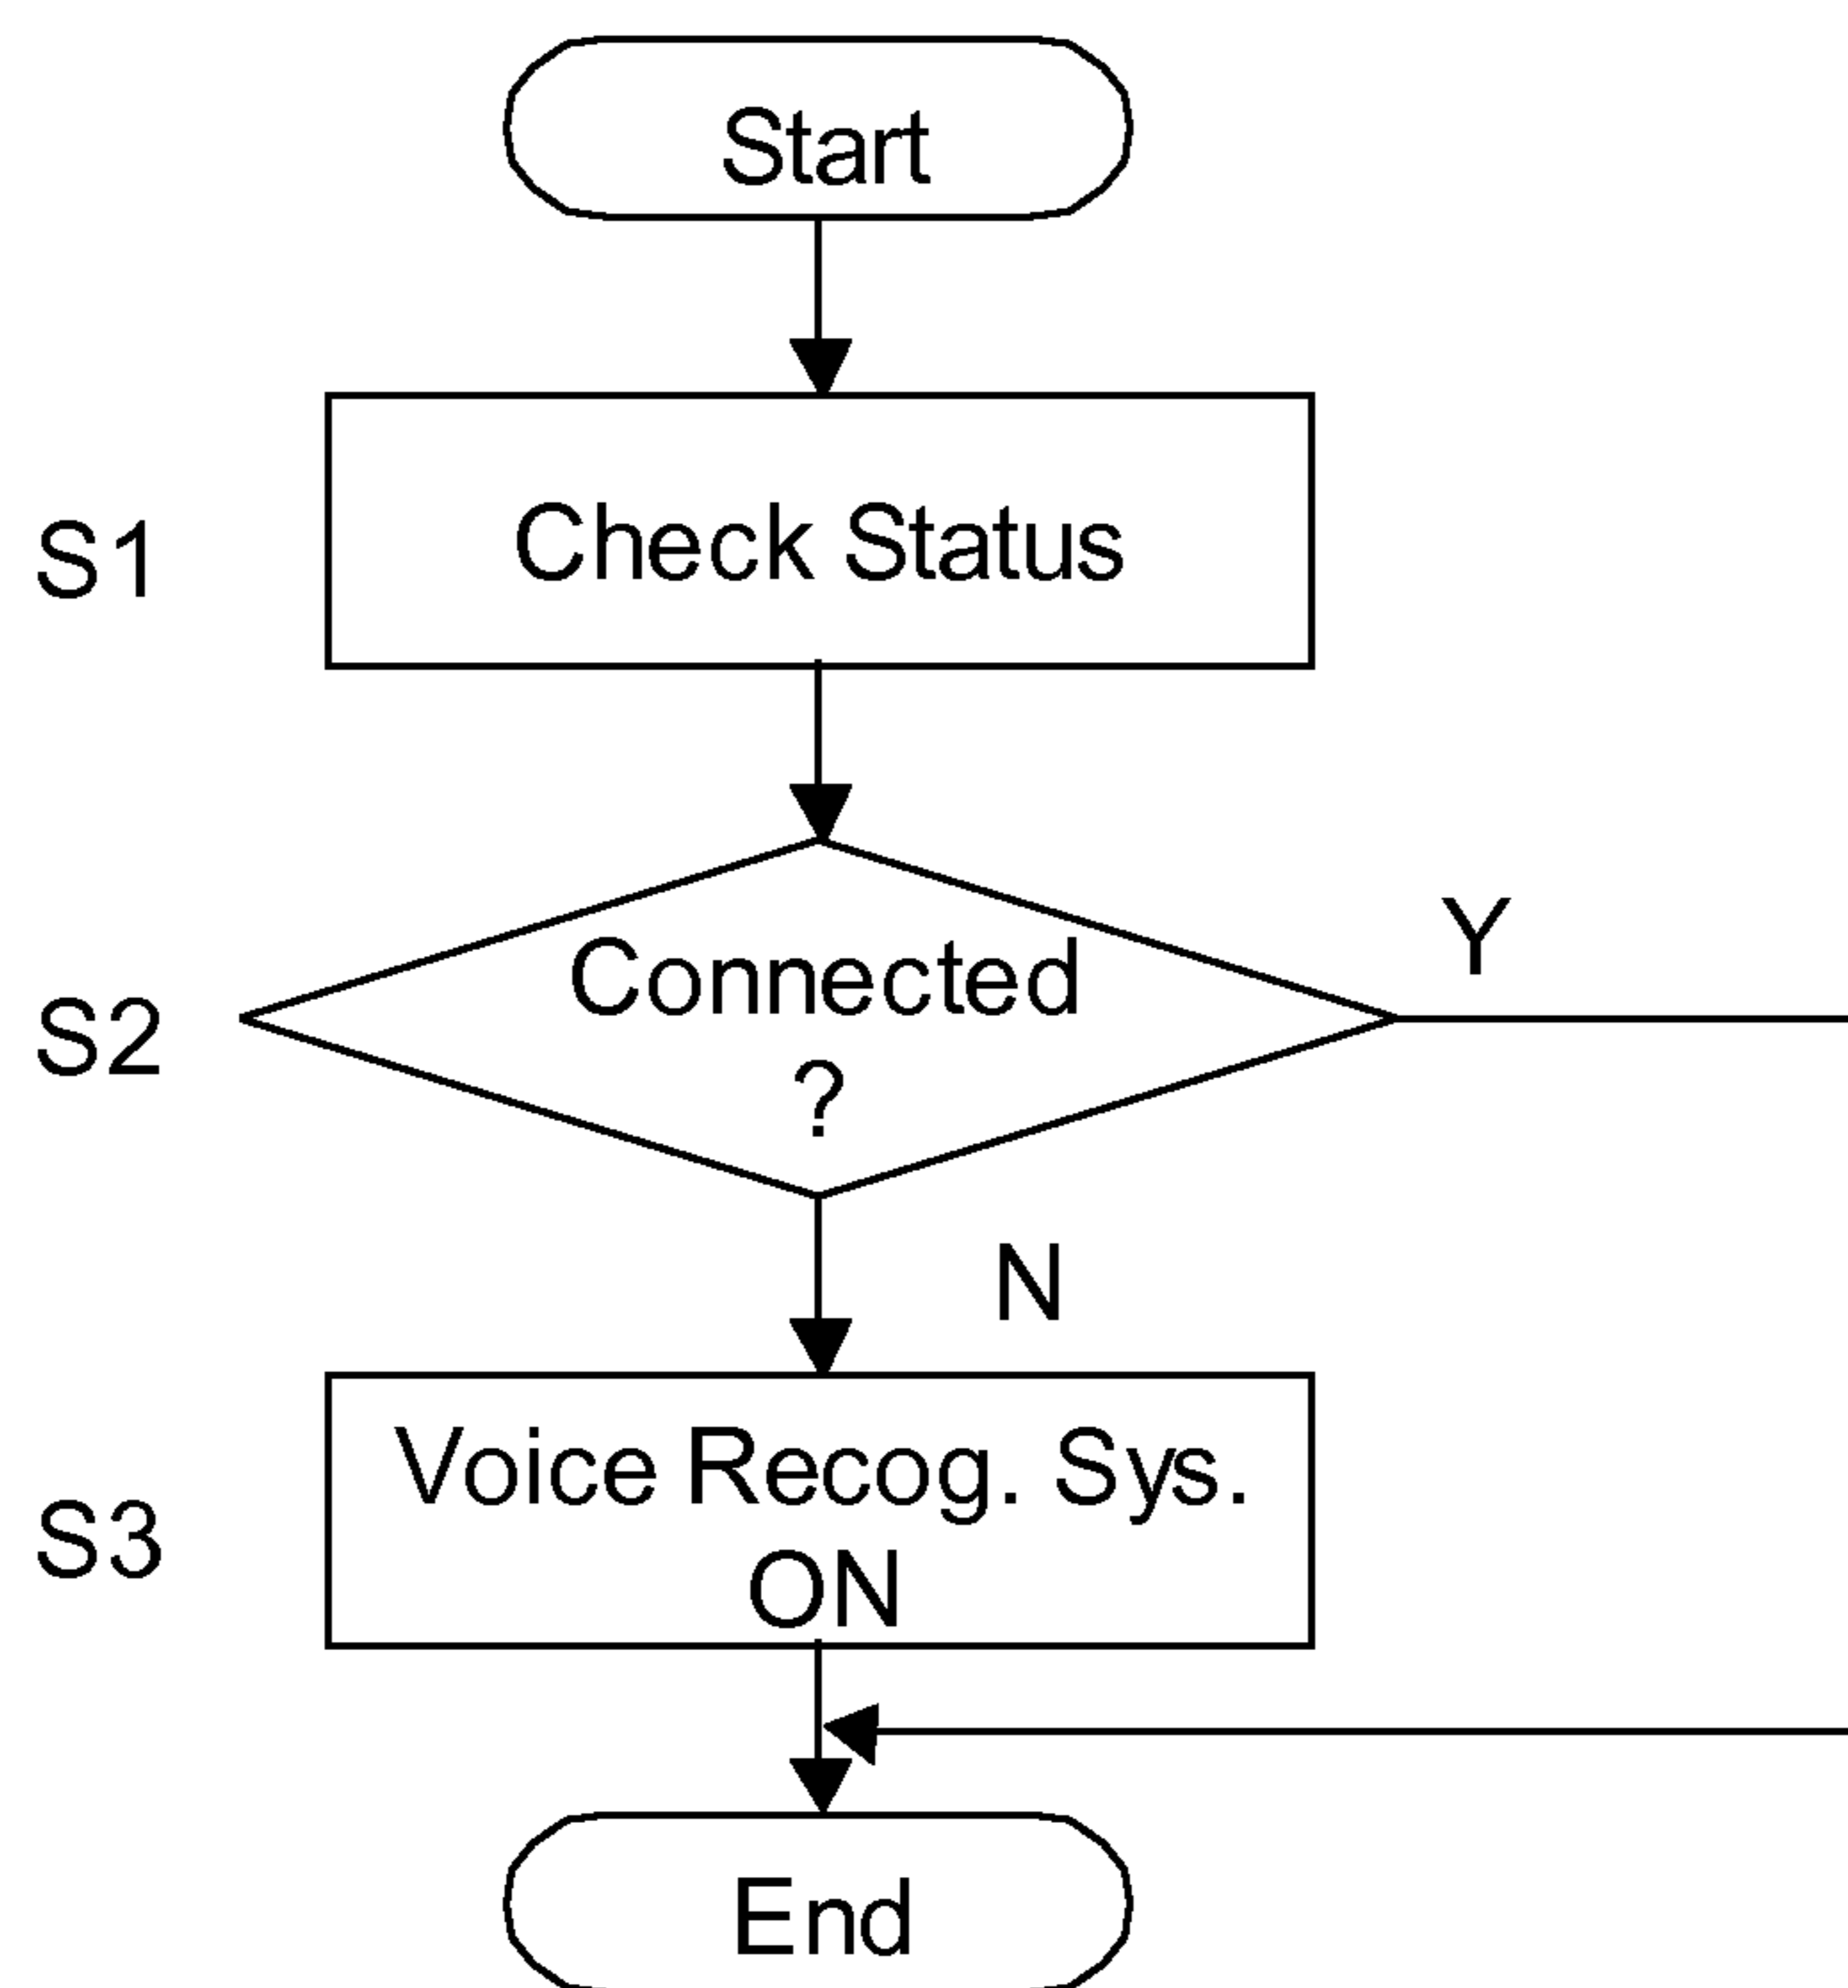 Start
S1
Check Status
Connected
?
Y
S2
N
Voice Recog. Sys.
ON
S3
End